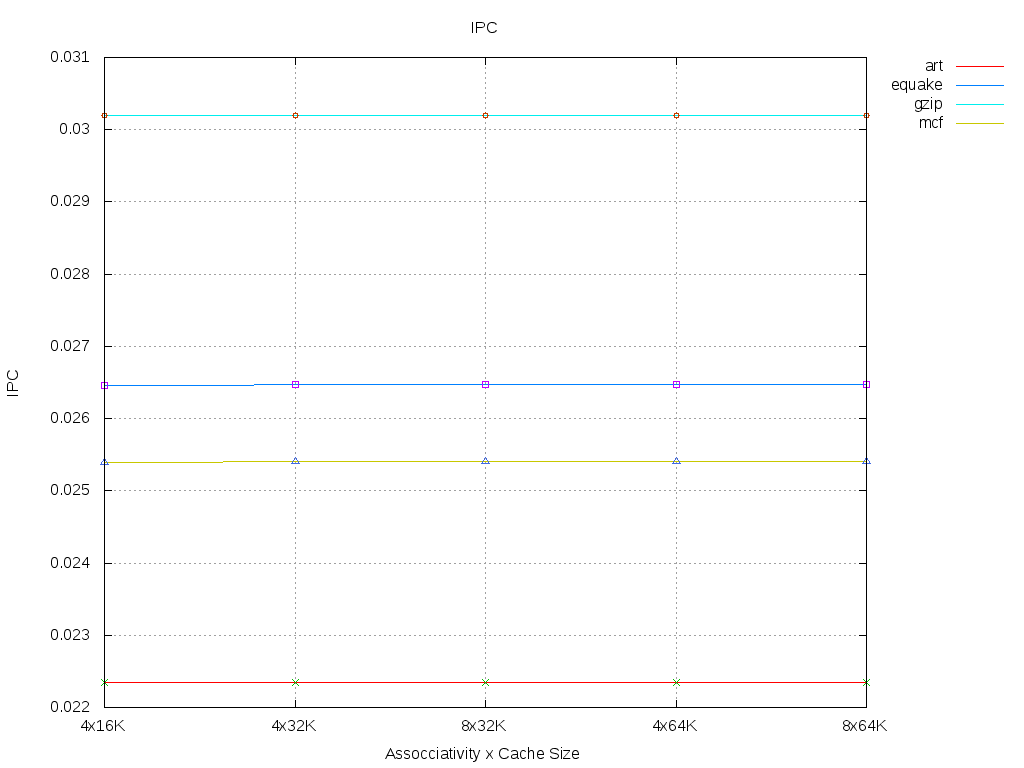 IPC
0.031
0.03
0.029
0.028
0.027
0.026
0.025
0.024
0.023
0.022
IPC
4x16K
4x32K
8x32K
4x64K
8x64K
Assocciativity x Cache Size
art
equake
gzip
mcf